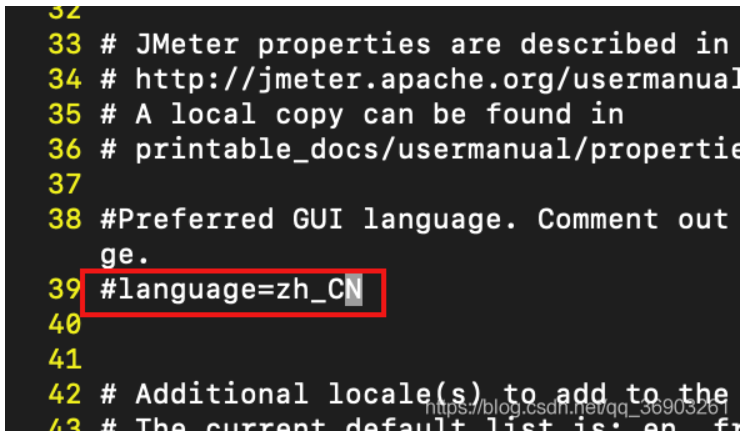 32
33 # JMeter properties are described in
34 # http://jmeter.apache.org/usermanual
35 # A local copy can be found in
36 # printable_docs/usermanual/propertie
37
38 #Preferred GUI language. Comment out
ge.
39 #language=zh_CN
40
41
42 # Additional locale(s) to add to the
https://blog.csdn.net/qq_36903261
43 # The current default list is: en, fr